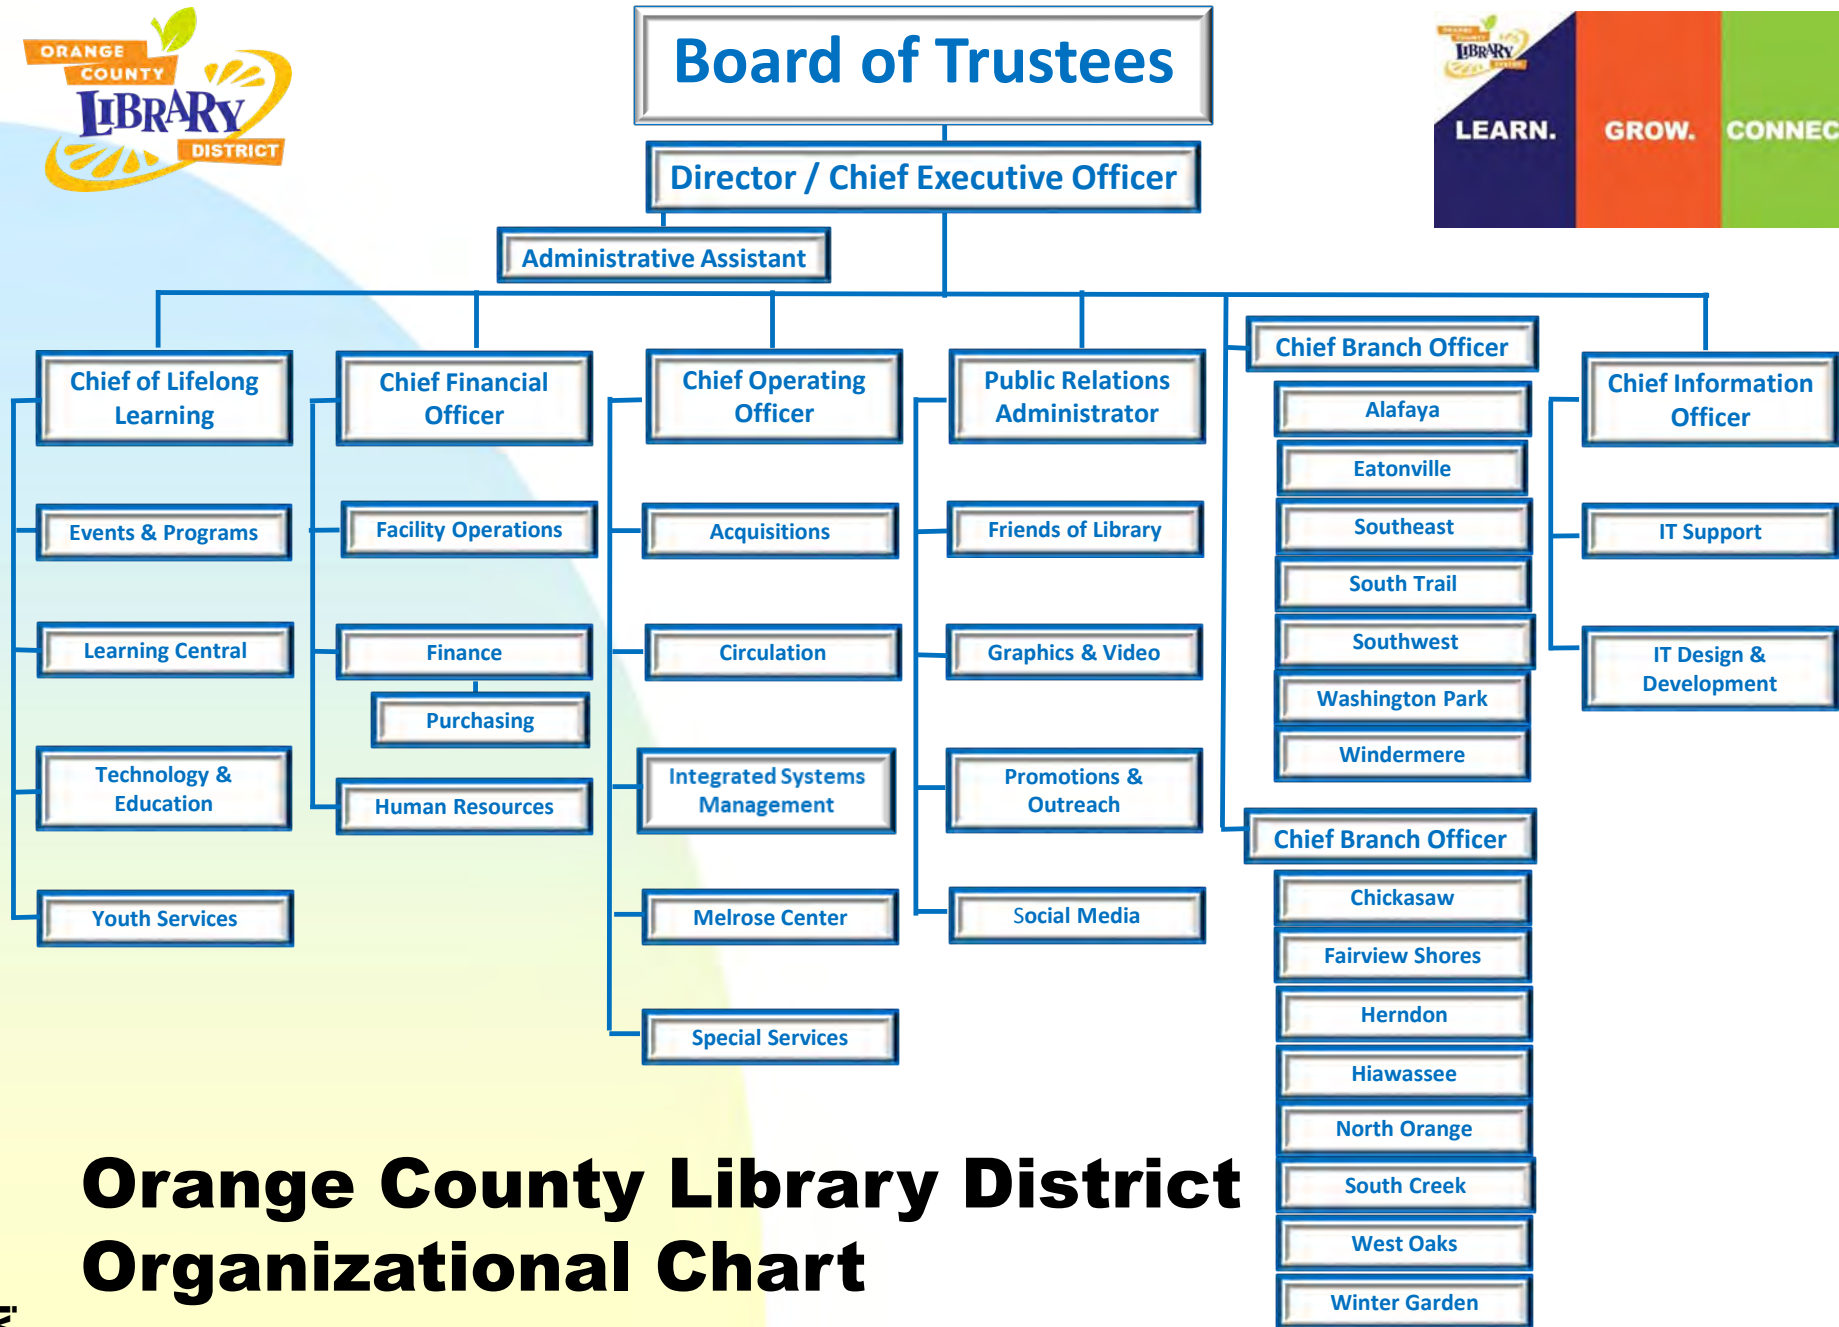 ORANGE
COUNTY
LIBRARY
DISTRICT
Board of Trustees
LIBRARY
LEARN.
GROW.
CONNEC
Director / Chief Executive Officer
Administrative Assistant
Chief of Lifelong
Learning
Events & Programs
Learning Central
Technology &
Education
Youth Services
Chief Financial
Officer
Facility Operations
Finance
Purchasing
Human Resources
Chief Operating
Officer
Acquisitions
Circulation
Integrated Systems
Management
Melrose Center
Special Services
Public Relations
Administrator
Friends of Library
Graphics & Video
Promotions &
Outreach
Social Media
Chief Branch Officer
Alafaya
Eatonville
Southeast
South Trail
Southwest
Washington Park
Windermere
Chief Branch Officer
Chickasaw
Fairview Shores
Herndon
Hiawassee
North Orange
South Creek
West Oaks
Winter Garden
Chief Information
Officer
IT Support
IT Design &
Development
Orange County Library District
Organizational Chart